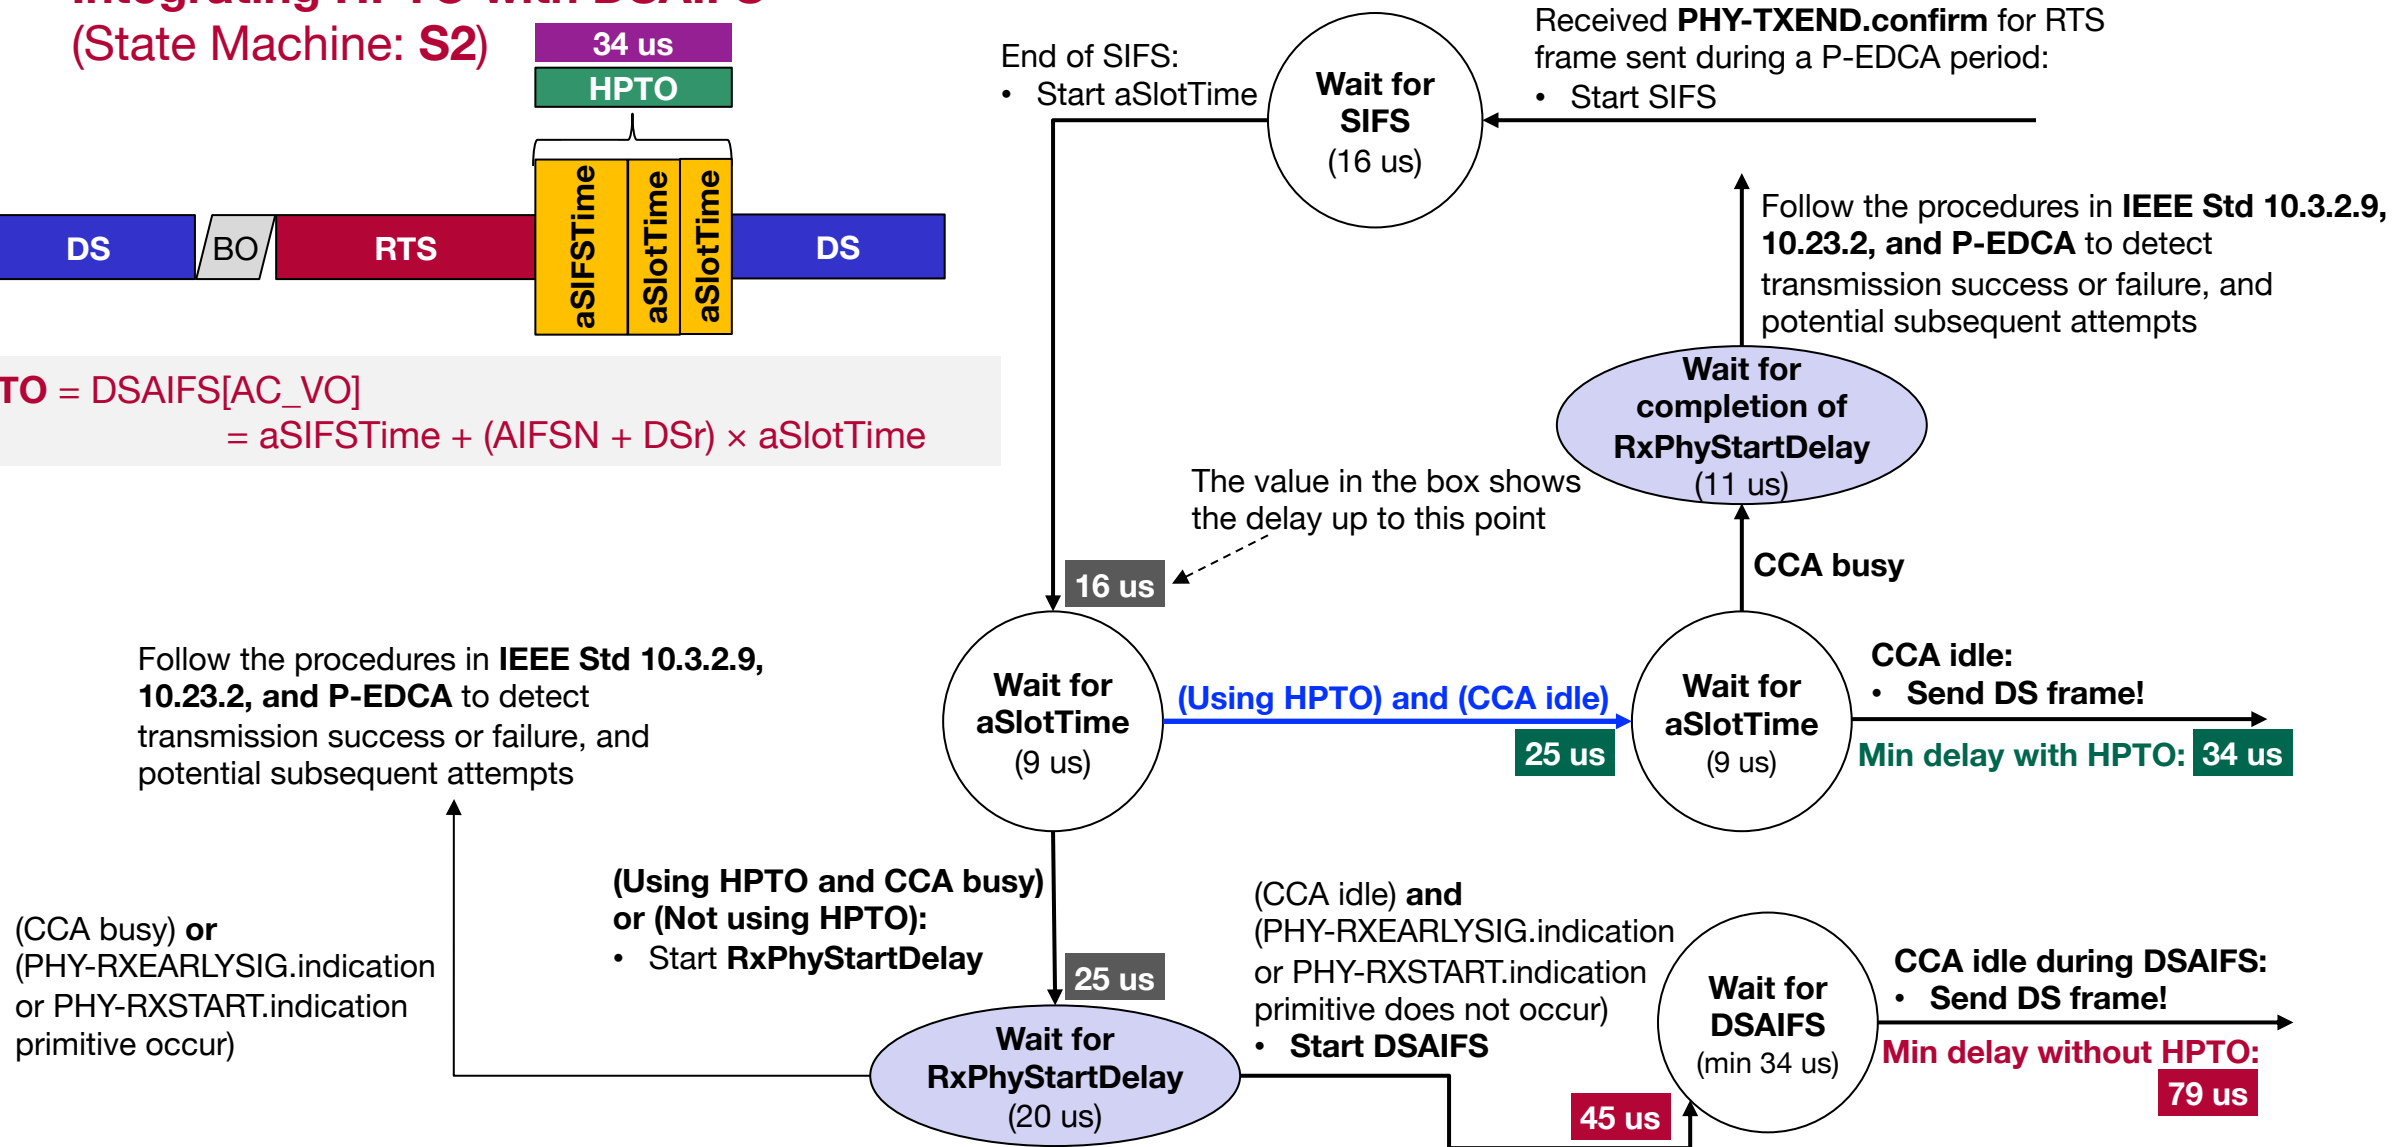 Integrating HPTO with DSAIFS
(State Machine: S2)
34 us
HPTO
aSIFSTime
aSlotTime
aSlotTime
DS
BO
RTS
DS
TO = DSAIFS[AC_VO]
= aSIFSTime + (AIFSN + DSr) × aSlotTime
End of SIFS:
• Start aSlotTime
Wait for
SIFS
(16 us)
Received PHY-TXEND.confirm for RTS
frame sent during a P-EDCA period:
• Start SIFS
Follow the procedures in IEEE Std 10.3.2.9,
10.23.2, and P-EDCA to detect
transmission success or failure, and
potential subsequent attempts
Wait for
completion of
RxPhyStartDelay
(11 us)
The value in the box shows
the delay up to this point
16 us
CCA busy
Follow the procedures in IEEE Std 10.3.2.9,
10.23.2, and P-EDCA to detect
transmission success or failure, and
potential subsequent attempts
Wait for
aSlotTime
(9 us)
(Using HPTO) and (CCA idle)
25 us
Wait for
aSlotTime
(9 us)
CCA idle:
• Send DS frame!
Min delay with HPTO: 34 us
(Using HPTO and CCA busy)
or (Not using HPTO):
• Start RxPhyStartDelay
25 us
(CCA busy) or
(PHY-RXEARLYSIG.indication
or PHY-RXSTART.indication
primitive occur)
Wait for
RxPhyStartDelay
(20 us)
(CCA idle) and
(PHY-RXEARLYSIG.indication
or PHY-RXSTART.indication
primitive does not occur)
• Start DSAIFS
45 us
Wait for
DSAIFS
(min 34 us)
CCA idle during DSAIFS:
• Send DS frame!
Min delay without HPTO:
79 us